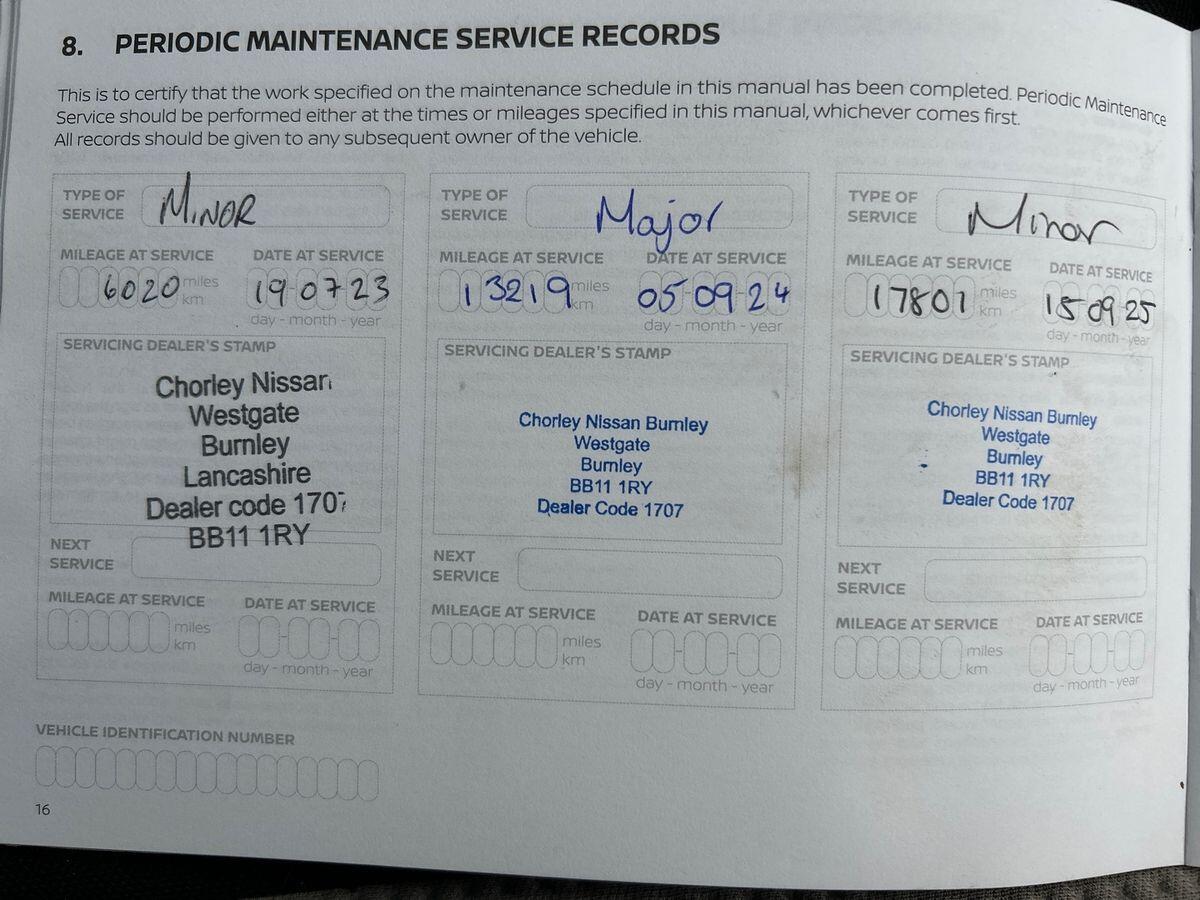 8. PERIODIC MAINTENANCE SERVICE RECORDS
This is to certify that the work specified on the maintenance schedule in this manual has been completed. Periodic Maintenance
Service should be performed either at the times or mileages specified in this manual, whichever comes first.
All records should be given to any subsequent owner of the vehicle.
TYPE OF
SERVICE
MINOR
MILEAGE AT SERVICE
DATE AT SERVICE
6020 miles
km
19 07 23
day - month - year
SERVICING DEALER'S STAMP
Chorley Nissan
Westgate
Burnley
Lancashire
Dealer code 1707
BB11 1RY
NEXT
SERVICE
MILEAGE AT SERVICE
DATE AT SERVICE
miles
km
day - month - year
TYPE OF
SERVICE
Major
MILEAGE AT SERVICE
DATE AT SERVICE
13219 miles
km
05-09-24
day - month - year
SERVICING DEALER'S STAMP
Chorley Nissan Burnley
Westgate
Burnley
BB11 1RY
Dealer Code 1707
NEXT
SERVICE
MILEAGE AT SERVICE
DATE AT SERVICE
miles
km
day - month - year
TYPE OF
SERVICE
Minor
MILEAGE AT SERVICE
DATE AT SERVICE
17801 miles
km
15 09 25
day - month - year
SERVICING DEALER'S STAMP
Chorley Nissan Burnley
Westgate
Burnley
BB11 1RY
Dealer Code 1707
NEXT
SERVICE
MILEAGE AT SERVICE
DATE AT SERVICE
miles
km
day - month - year
VEHICLE IDENTIFICATION NUMBER
16